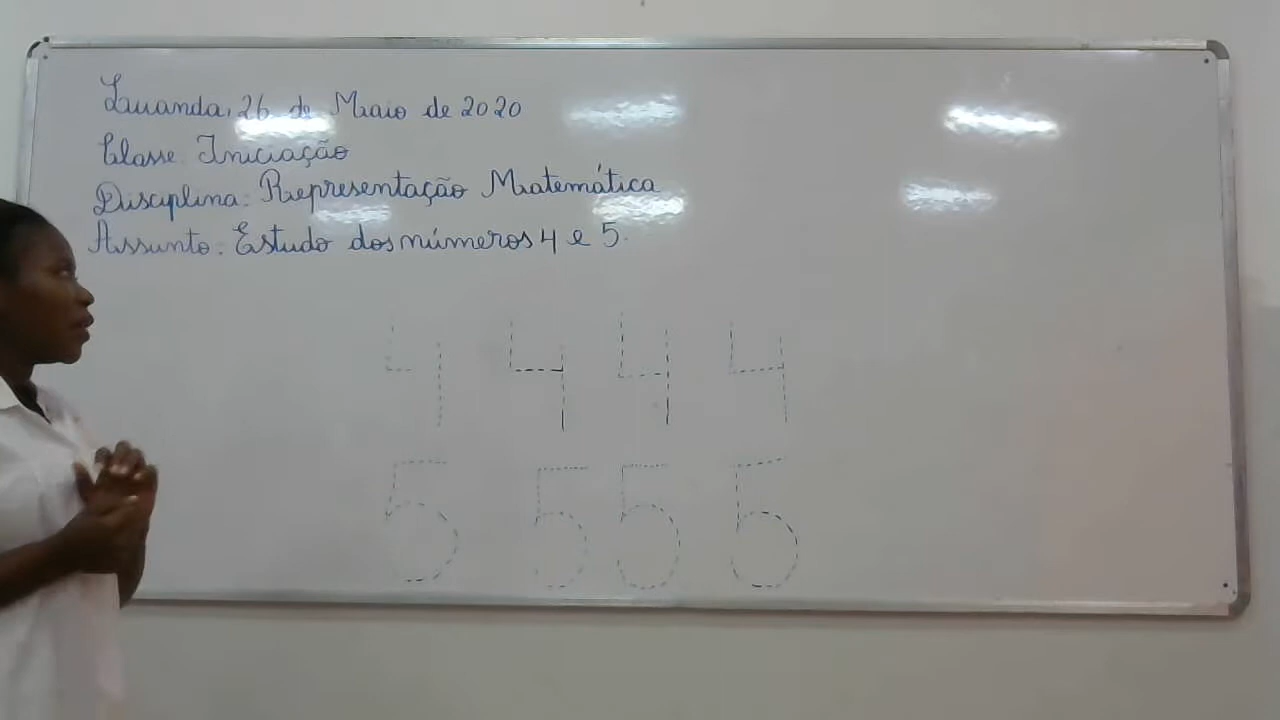 Luanda, 26 de Maio de 2020
Classe: Iniciação
Disciplina: Representação Matemática
Assunto: Estudo dos números 4 e 5.
4 4 4 4
5 5 5 5